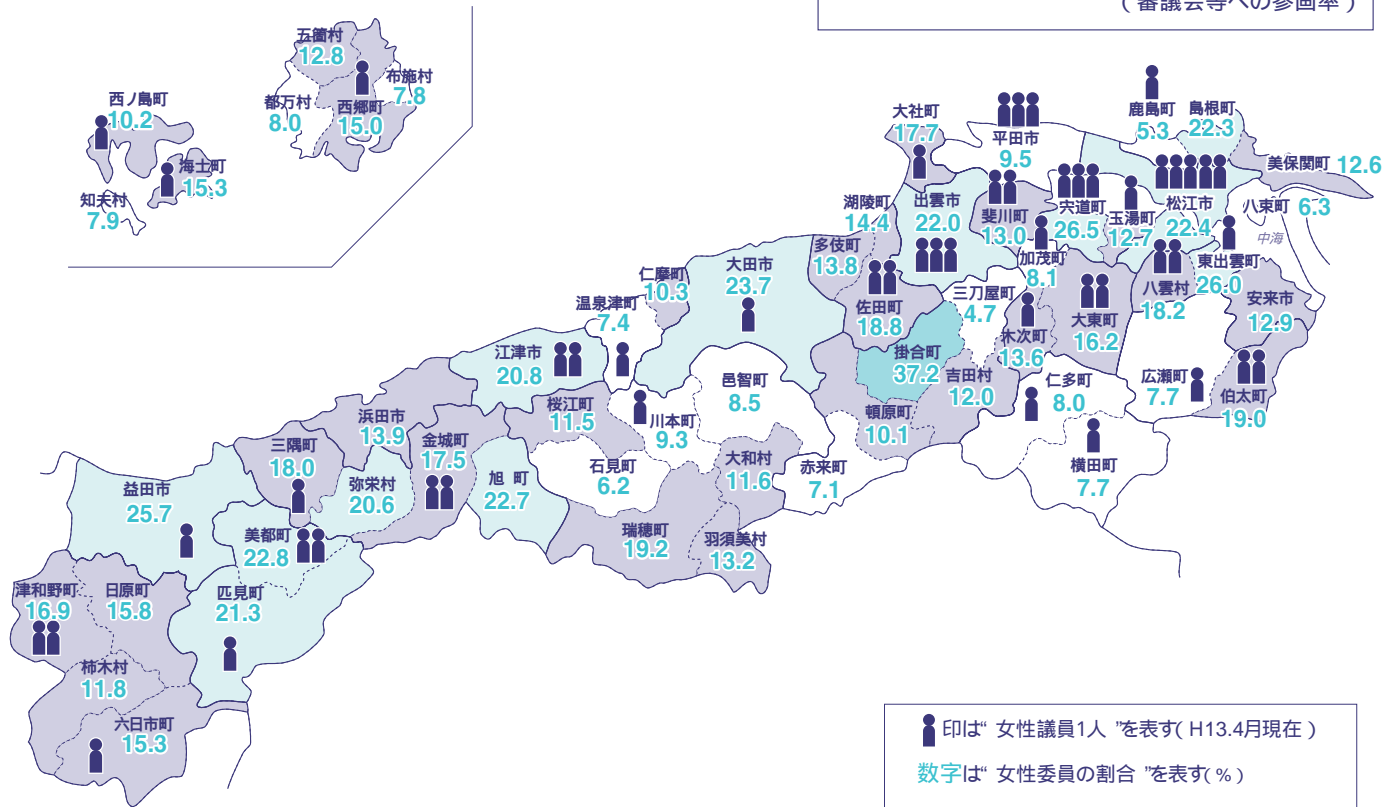 (審議会等への参画率)
五箇村
12.8
布施村
7.8
都万村
8.0
西郷町
15.0
西ノ島町
10.2
海士町
15.3
知夫村
7.9
大社町
17.7
平田市
9.5
鹿島町
5.3
島根町
22.3
美保関町 12.6
湖陵町
14.4
出雲市
22.0
斐川町
13.0
宍道町
26.5
玉湯町
12.7
松江市
22.4
八束町 6.3
中海
多伎町
13.8
加茂町
8.1
東出雲町
26.0
仁摩町
10.3
大田市
23.7
佐田町
18.8
三刀屋町
4.7
大東町
16.2
八雲村
18.2
安来市
12.9
温泉津町
7.4
木次町
13.6
江津市
20.8
掛合町
37.2
吉田村
12.0
邑智町
8.5
仁多町
8.0
広瀬町
7.7
伯太町
19.0
桜江町
11.5
川本町
9.3
頓原町
10.1
浜田市
13.9
金城町
17.5
三隅町
18.0
石見町
6.2
大和村
11.6
赤来町
7.1
横田町
7.7
益田市
25.7
弥栄村
20.6
旭 町
22.7
美都町
22.8
瑞穂町
19.2
羽須美村
13.2
津和野町
16.9
日原町
15.8
匹見町
21.3
柿木村
11.8
六日市町
15.3
印は“女性議員1人”を表す(H13.4月現在)
数字は“女性委員の割合”を表す(%)